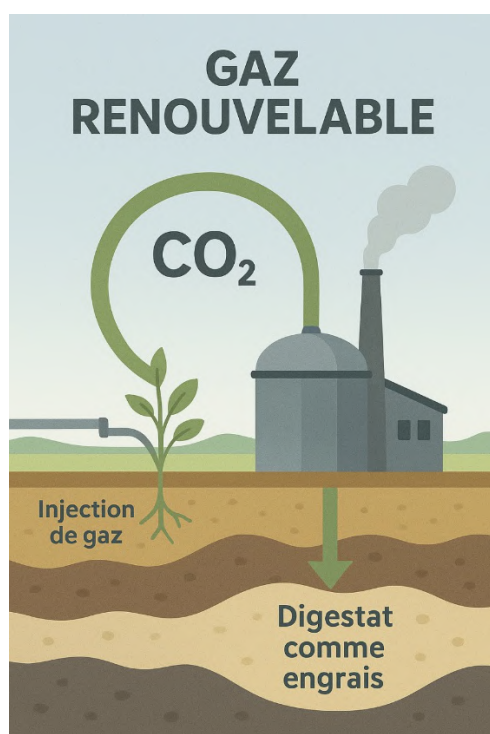 GAZ
RENOUVELABLE
CO₂
Injection
de gaz
Digestat
comme
engrais